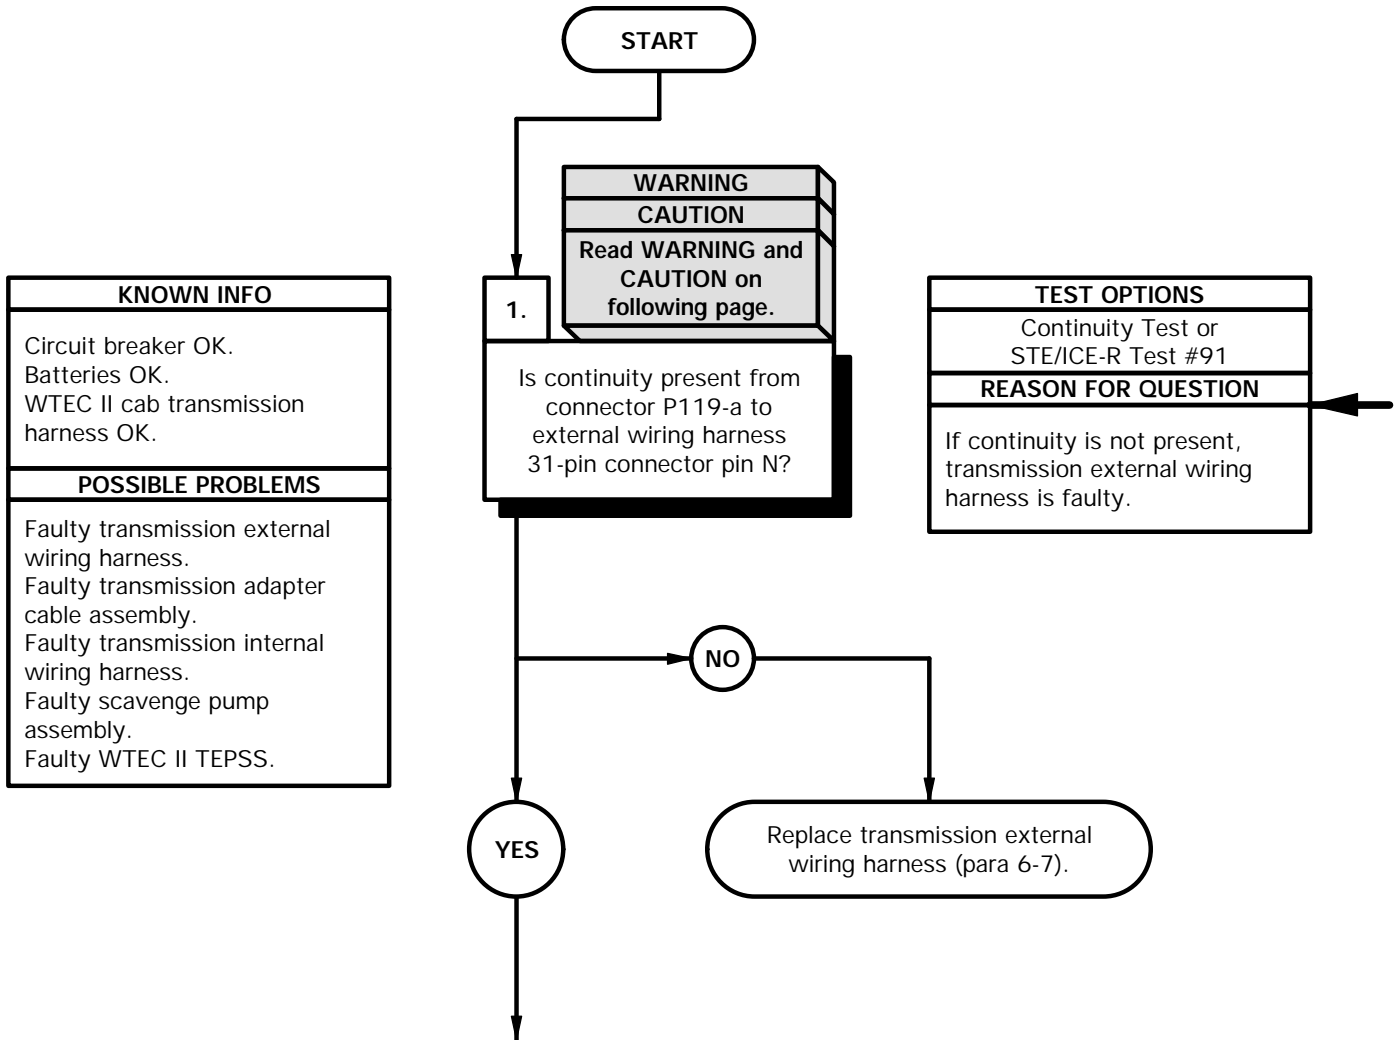 START
WARNING
CAUTION
Read WARNING and
CAUTION on
following page.
KNOWN INFO
Circuit breaker OK.
Batteries OK.
WTEC II cab transmission
harness OK.
POSSIBLE PROBLEMS
Faulty transmission external
wiring harness.
Faulty transmission adapter
cable assembly.
Faulty transmission internal
wiring harness.
Faulty scavenge pump
assembly.
Faulty WTEC II TEPSS.
1.
Is continuity present from
connector P119-a to
external wiring harness
31-pin connector pin N?
TEST OPTIONS
Continuity Test or
STE/ICE-R Test #91
REASON FOR QUESTION
If continuity is not present,
transmission external wiring
harness is faulty.
NO
YES
Replace transmission external
wiring harness (para 6-7).